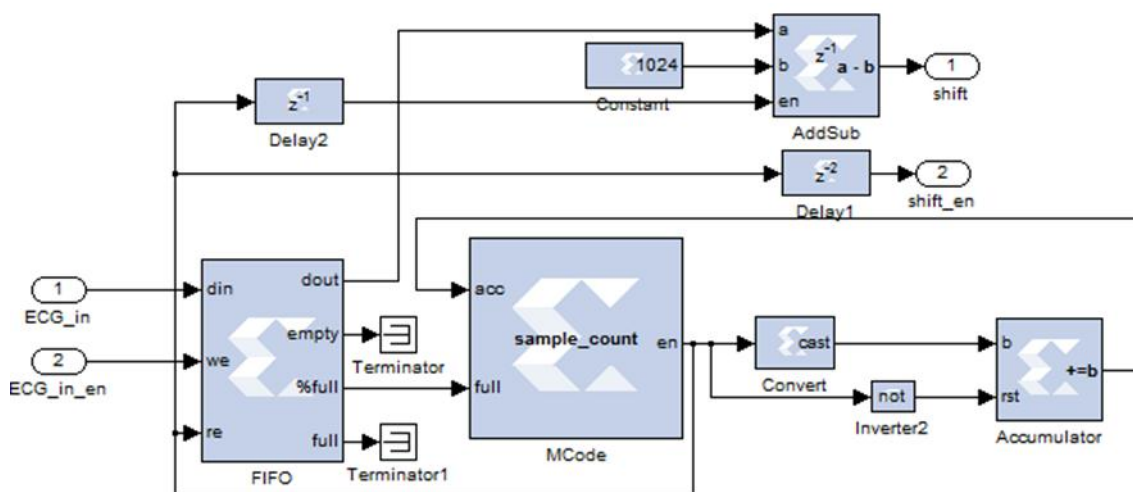 a
z⁻¹
1024
b
a - b
1
Constant
shift
z⁻¹
en
Delay2
AddSub
z⁻²
2
Delay1
shift_en
1
din
dout
acc
ECG_in
empty
sample_count
en
cast
b
Terminator
Convert
+=b
2
we
%full
full
not
rst
ECG_in_en
Inverter2
Accumulator
re
full
MCode
FIFO
Terminator1